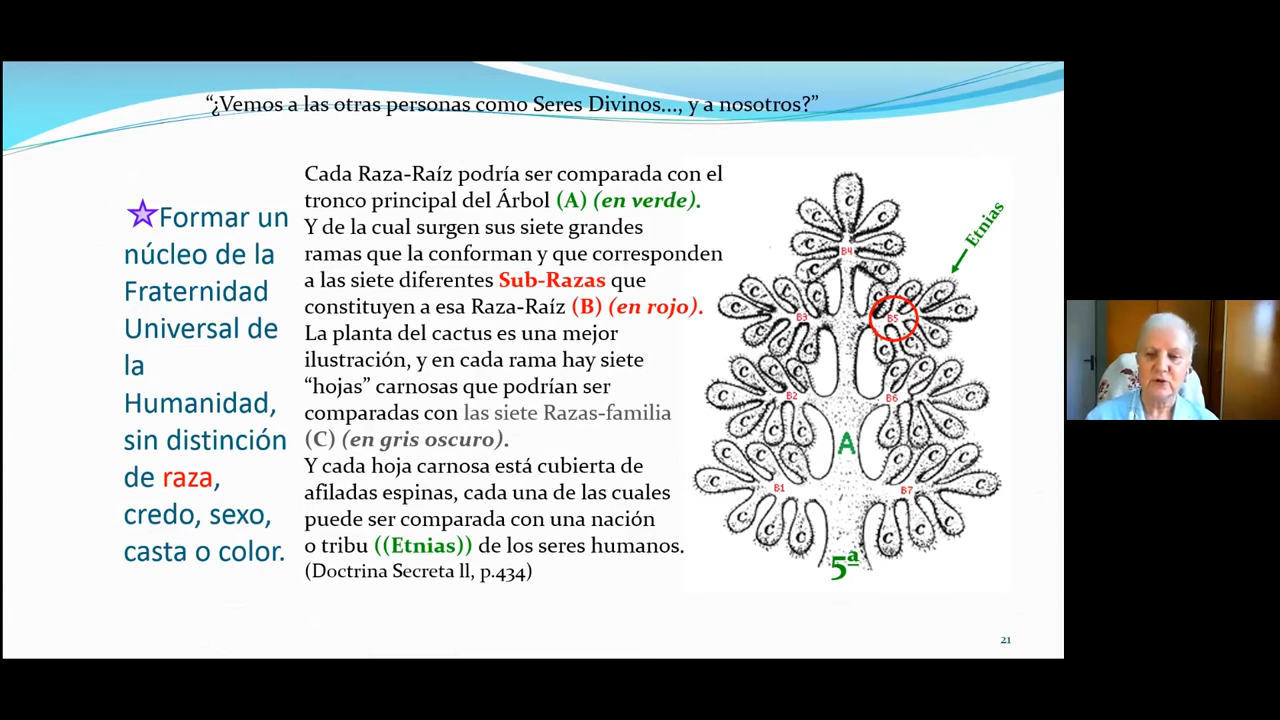 “¿Vemos a las otras personas como Seres Divinos..., y a nosotros?”
Formar un
núcleo de la
Fraternidad
Universal de
la
Humanidad,
sin distinción
de raza,
credo, sexo,
casta o color.
Cada Raza-Raíz podría ser comparada con el
tronco principal del Árbol (A) (en verde).
Y de la cual surgen sus siete grandes
ramas que la conforman y que corresponden
a las siete diferentes Sub-Razas que
constituyen a esa Raza-Raíz (B) (en rojo).
La planta del cactus es una mejor
ilustración, y en cada rama hay siete
“hojas” carnosas que podrían ser
comparadas con las siete Razas-familia
(C) (en gris oscuro).
Y cada hoja carnosa está cubierta de
afiladas espinas, cada una de las cuales
puede ser comparada con una nación
o tribu ((Etnias)) de los seres humanos.
(Doctrina Secreta ll, p.434)
Etnias
C C C C C C C
B4
C C C C C C C
B3
C C C C C C C
B5
C C C C C C C
B2
C C C C C C C
B6
A
C C C C C C C
B1
C C C C C C C
B7
5ª
21